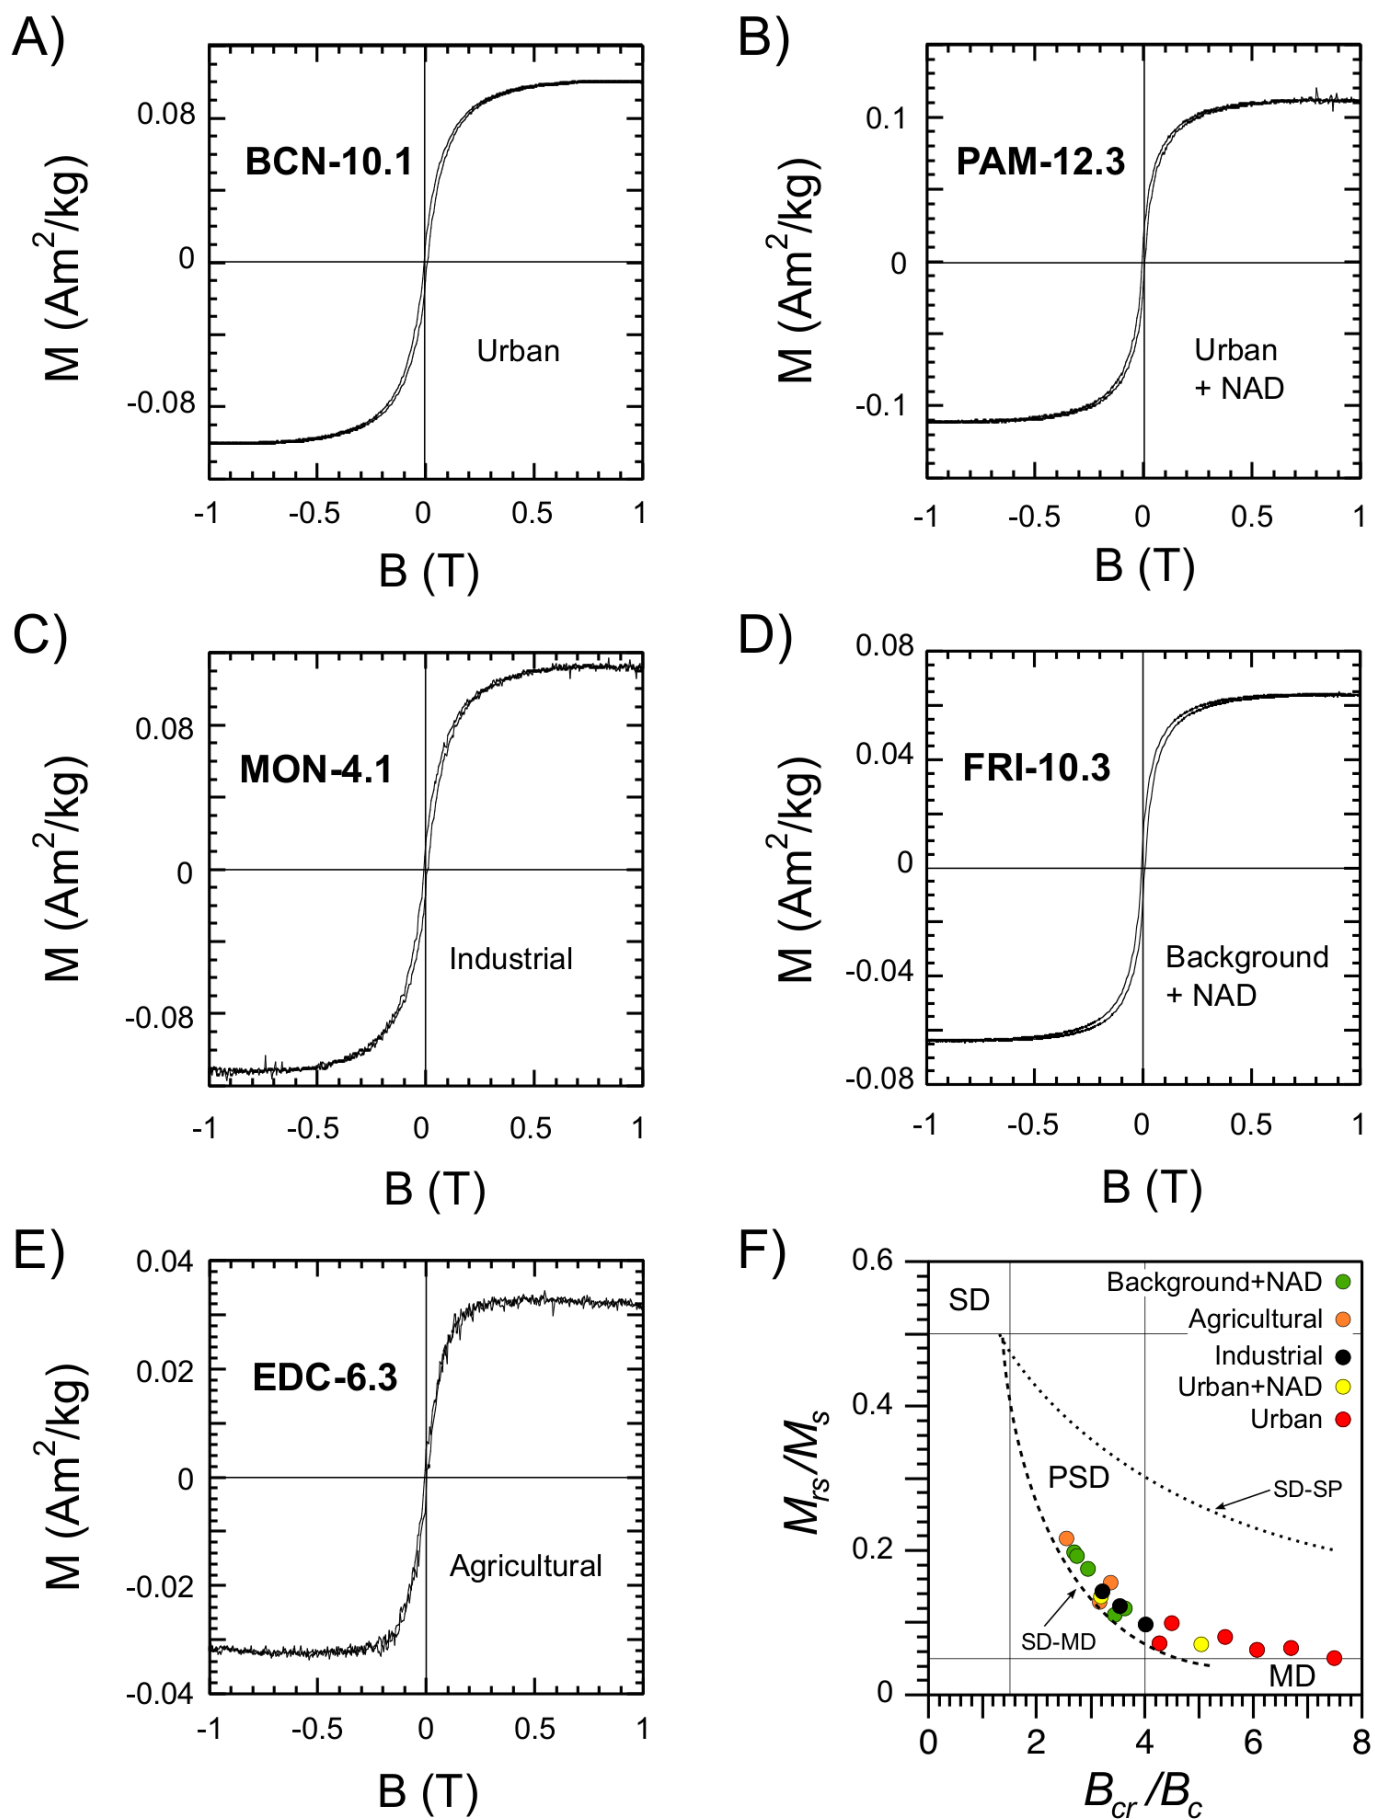 A)
M (Am²/kg)
0.08
0
-0.08
BCN-10.1
Urban
-1 -0.5 0 0.5 1
B (T)
B)
M (Am²/kg)
0.1
0
-0.1
PAM-12.3
Urban
+ NAD
-1 -0.5 0 0.5 1
B (T)
C)
M (Am²/kg)
0.08
0
-0.08
MON-4.1
Industrial
-1 -0.5 0 0.5 1
B (T)
D)
M (Am²/kg)
0.08
0.04
0
-0.04
-0.08
FRI-10.3
Background
+ NAD
-1 -0.5 0 0.5 1
B (T)
E)
M (Am²/kg)
0.04
0.02
0
-0.02
-0.04
EDC-6.3
Agricultural
-1 -0.5 0 0.5 1
B (T)
F)
Mrs/Ms
0.6
0.4
0.2
0
SD
Background+NAD
Agricultural
Industrial
Urban+NAD
Urban
PSD
SD-SP
SD-MD
MD
0 2 4 6 8
Bcr/Bc